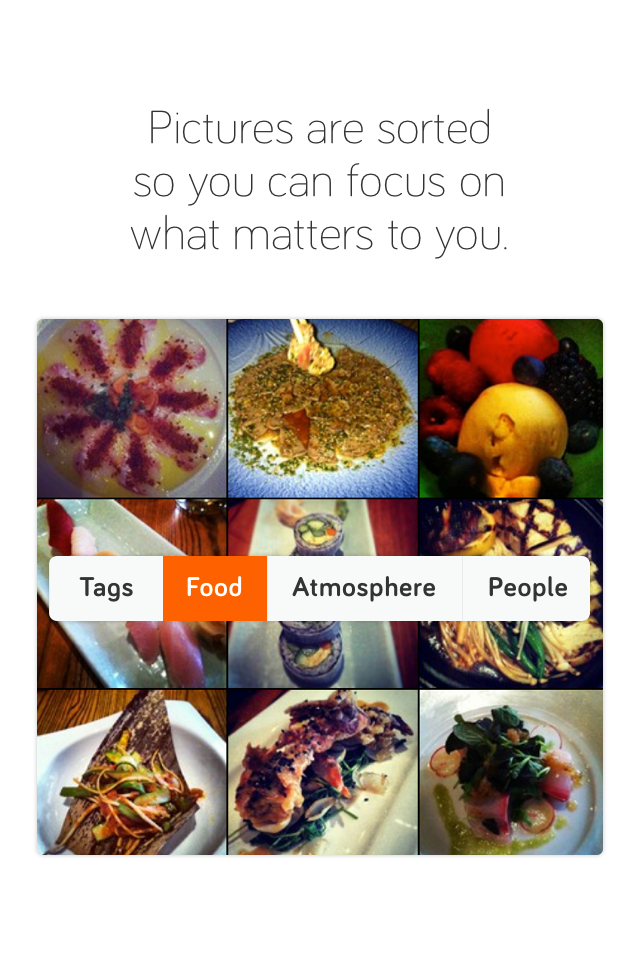 Pictures are sorted
so you can focus on
what matters to you.
Tags Food Atmosphere People